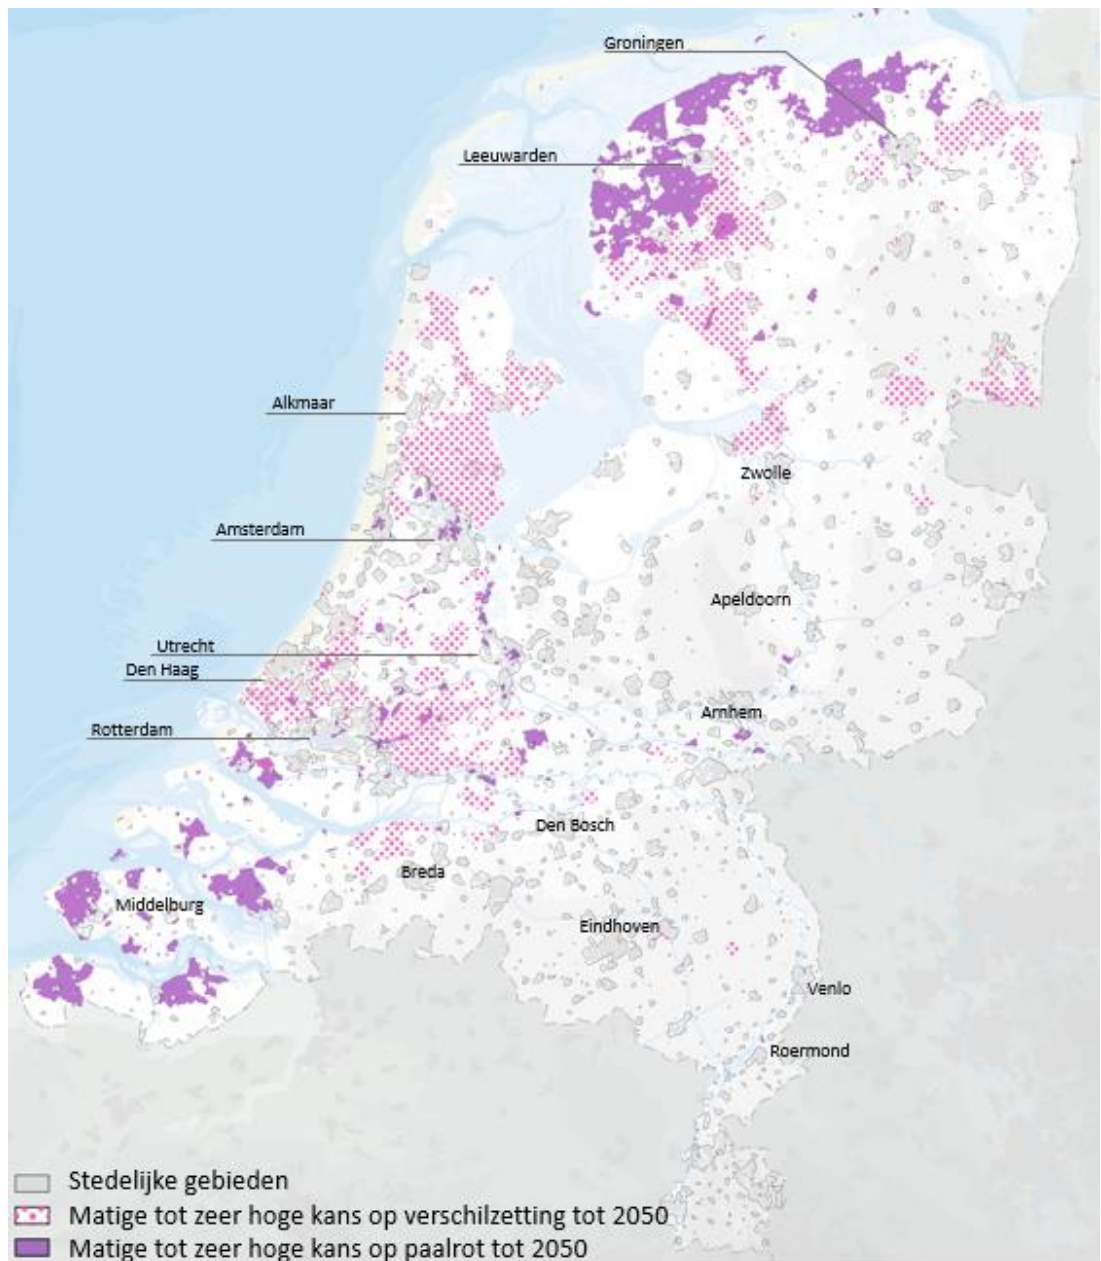 Groningen
Leeuwarden
Alkmaar
Zwolle
Amsterdam
Apeldoorn
Utrecht
Den Haag
Arnhem
Rotterdam
Den Bosch
Breda
Middelburg
Eindhoven
Venlo
Roermond
Stedelijke gebieden
Matige tot zeer hoge kans op verschilzetting tot 2050
Matige tot zeer hoge kans op paalrot tot 2050